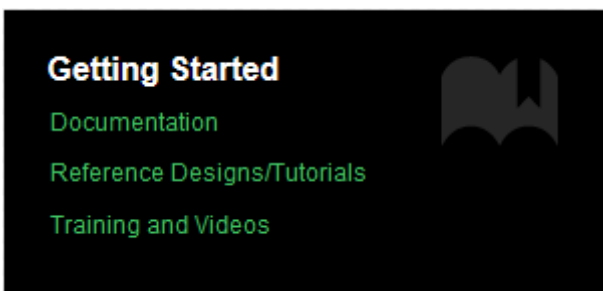 Getting Started
Documentation
Reference Designs/Tutorials
Training and Videos